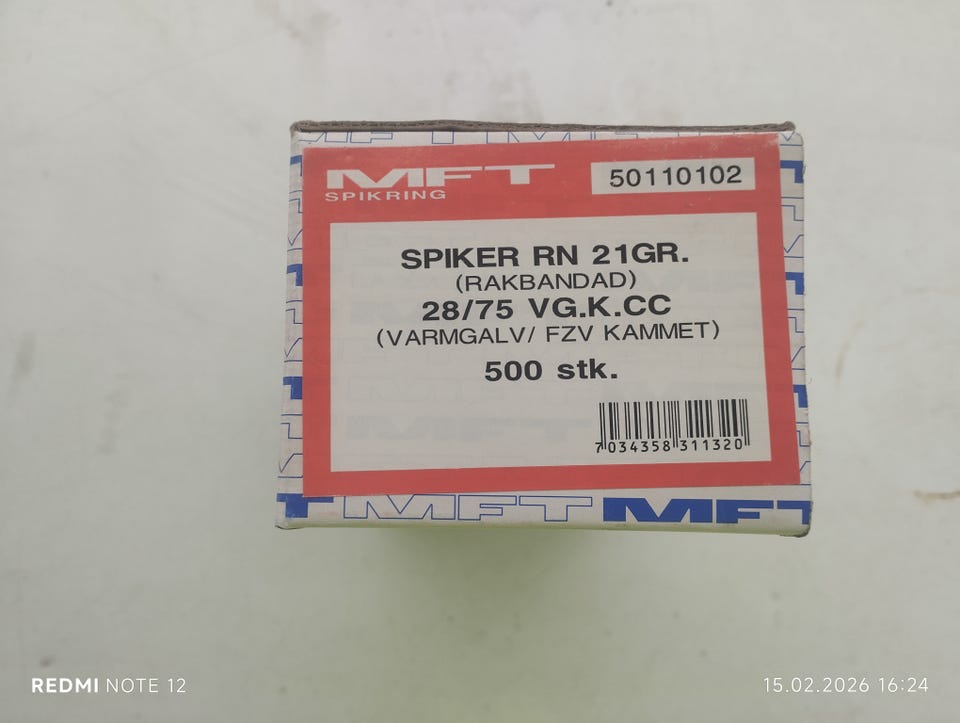 MFT
MFT
SPIKRING
50110102
SPIKER RN 21GR.
(RAKBANDAD)
28/75 VG.K.CC
(VARMGALV/ FZV KAMMET)
500 stk.
7034358311320
MFT MFT
REDMI NOTE 12
15.02.2026 16:24